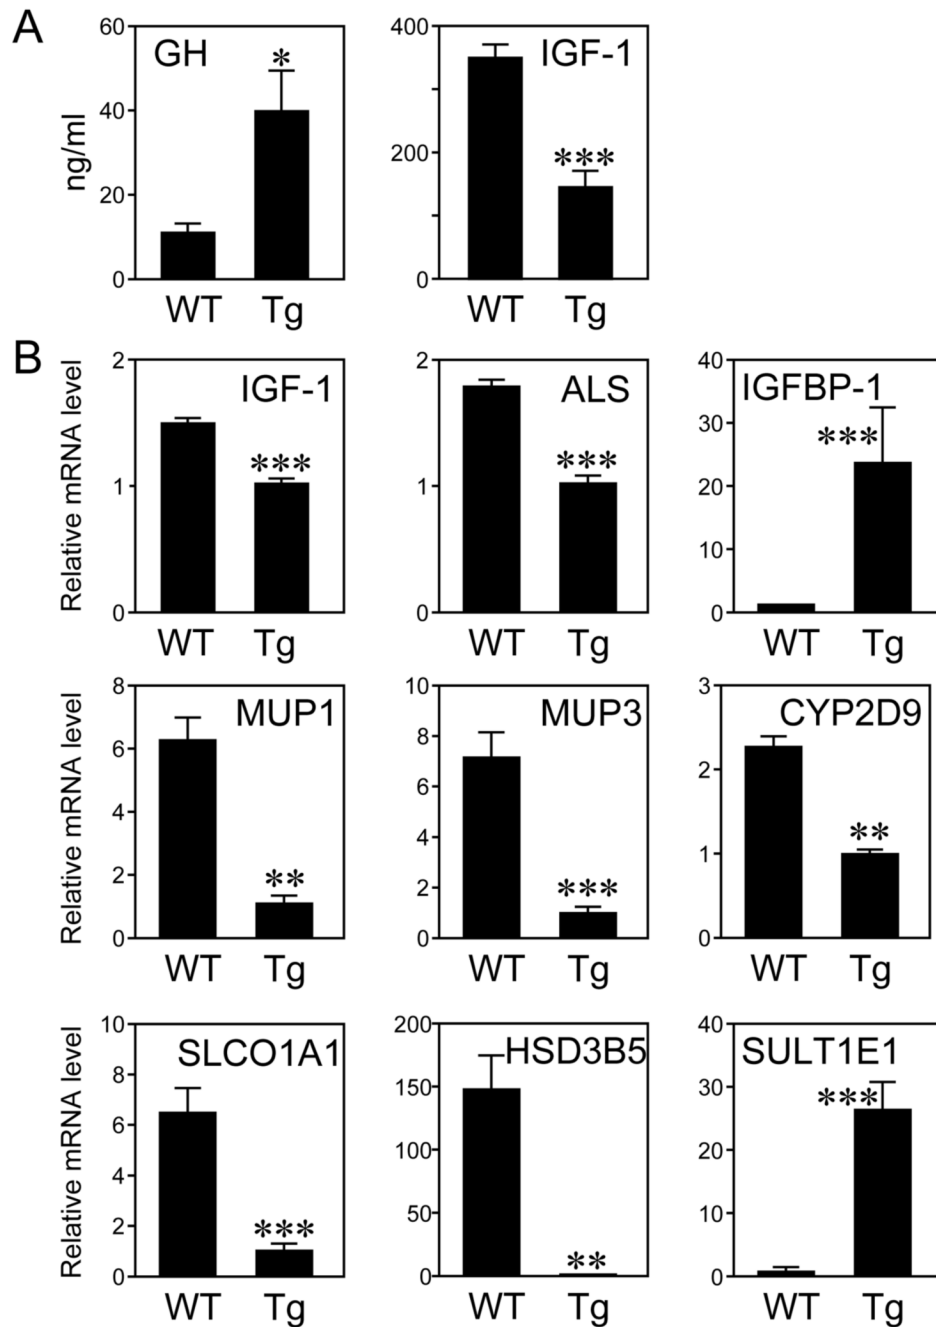 A
GH
*
ng/ml
60
40
20
0
WT Tg
IGF-1
***
400
200
0
WT Tg
B
IGF-1
***
Relative mRNA level
2
1
0
WT Tg
ALS
***
2
1
0
WT Tg
IGFBP-1
***
40
30
20
10
0
WT Tg
MUP1
**
Relative mRNA level
8
6
4
2
0
WT Tg
MUP3
***
10
8
6
4
2
0
WT Tg
CYP2D9
**
3
2
1
0
WT Tg
SLCO1A1
***
Relative mRNA level
10
8
6
4
2
0
WT Tg
HSD3B5
**
200
150
100
50
0
WT Tg
SULT1E1
***
40
30
20
10
0
WT Tg